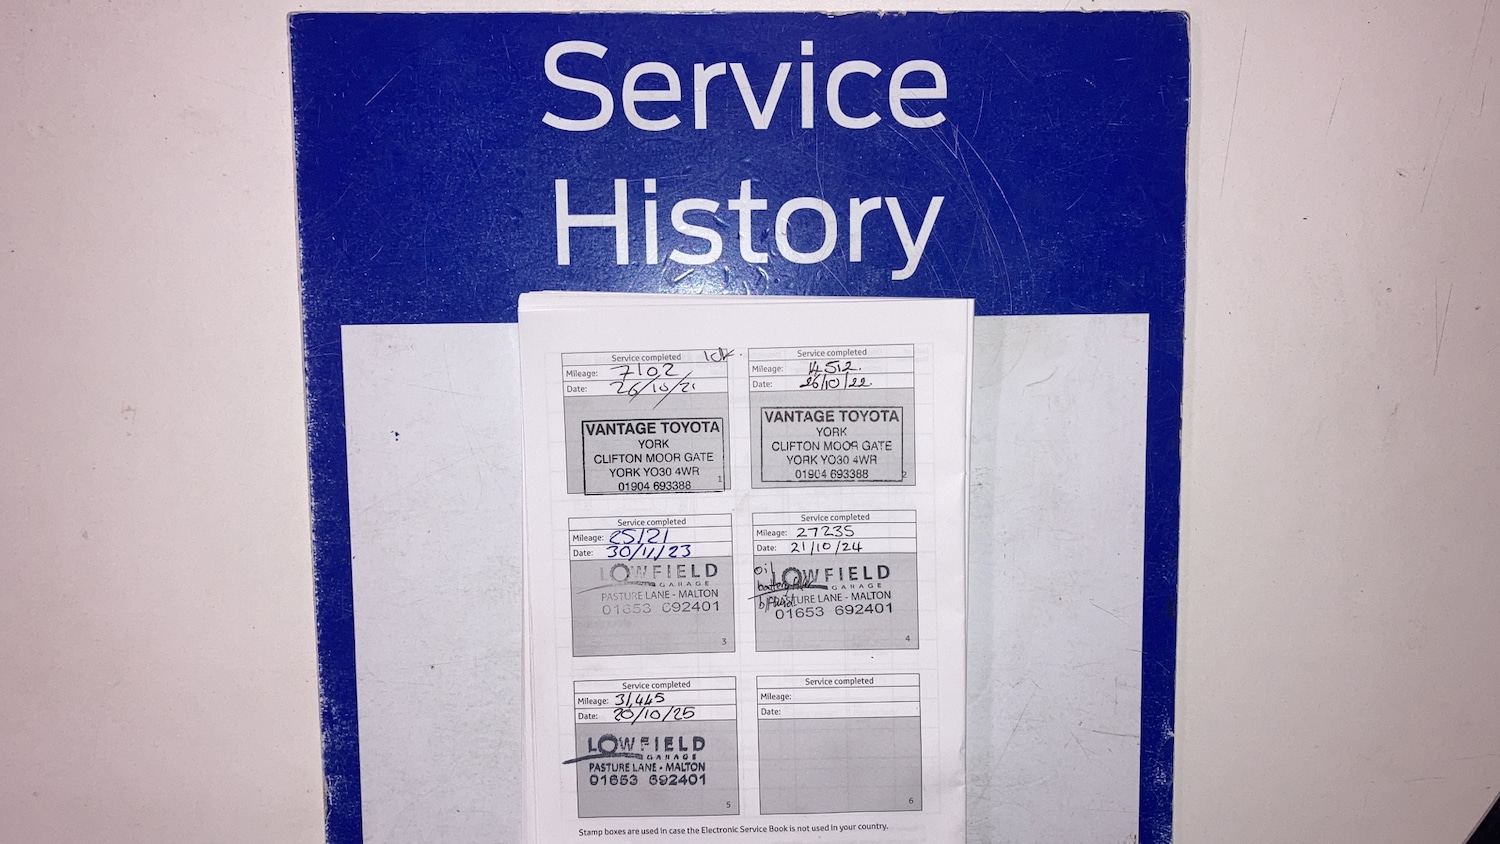 Service
History
Service completed
Mileage: 7102
Date: 26/10/21
VANTAGE TOYOTA
YORK
CLIFTON MOOR GATE
YORK YO30 4WR
01904 693388
1
Service completed
Mileage: 14512.
Date: 26/10/22.
VANTAGE TOYOTA
YORK
CLIFTON MOOR GATE
YORK YO30 4WR
01904 693388
2
Service completed
Mileage: 25121
Date: 30/11/23
LOWFIELD
GARAGE
PASTURE LANE - MALTON
01653 692401
3
Service completed
Mileage: 27235
Date: 21/10/24
oil
LOWFIELD
battery
GARAGE
b/fluid
PASTURE LANE - MALTON
01653 692401
4
Service completed
Mileage: 31,445
Date: 20/10/25
LOWFIELD
GARAGE
PASTURE LANE - MALTON
01653 692401
5
Service completed
Mileage:
Date:
6
Stamp boxes are used in case the Electronic Service Book is not used in your country.